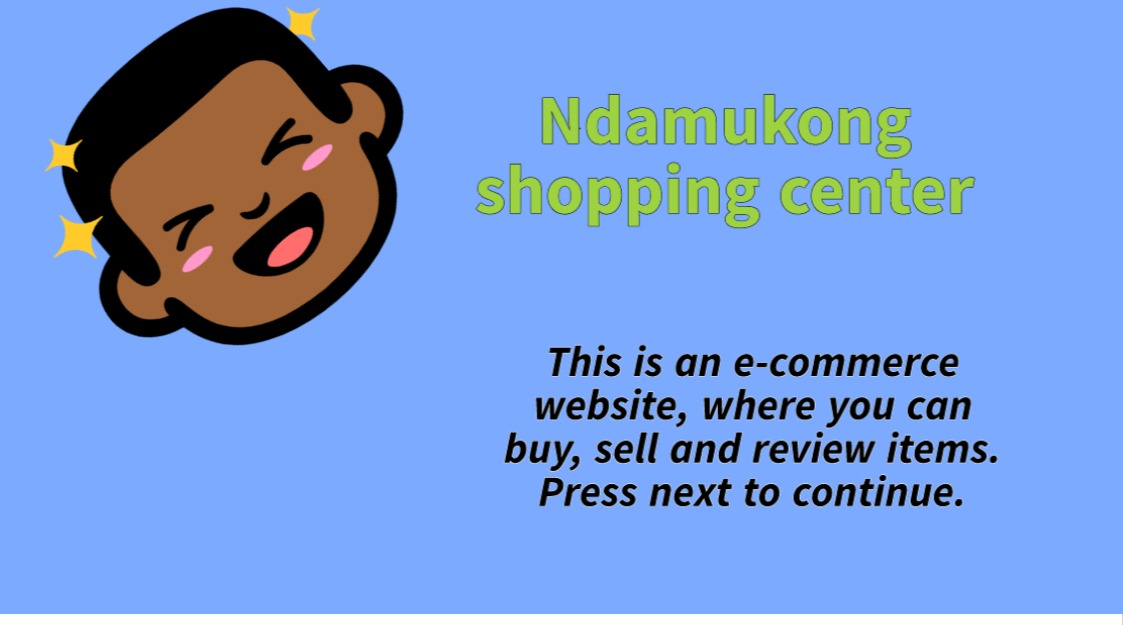 Ndamukong
shopping center
This is an e-commerce
website, where you can
buy, sell and review items.
Press next to continue.